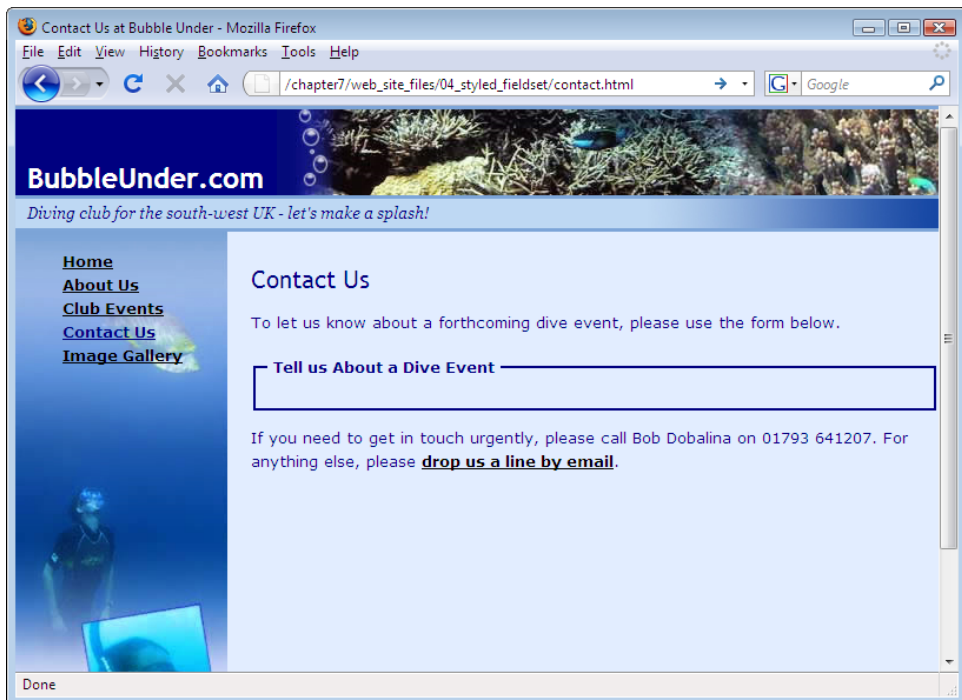 Contact Us at Bubble Under - Mozilla Firefox
File Edit View History Bookmarks Tools Help
/chapter7/web_site_files/04_styled_fieldset/contact.html
G Google
BubbleUnder.com
Diving club for the south-west UK - let's make a splash!
Home
About Us
Club Events
Contact Us
Image Gallery
Contact Us
To let us know about a forthcoming dive event, please use the form below.
Tell us About a Dive Event
If you need to get in touch urgently, please call Bob Dobalina on 01793 641207. For
anything else, please drop us a line by email.
Done